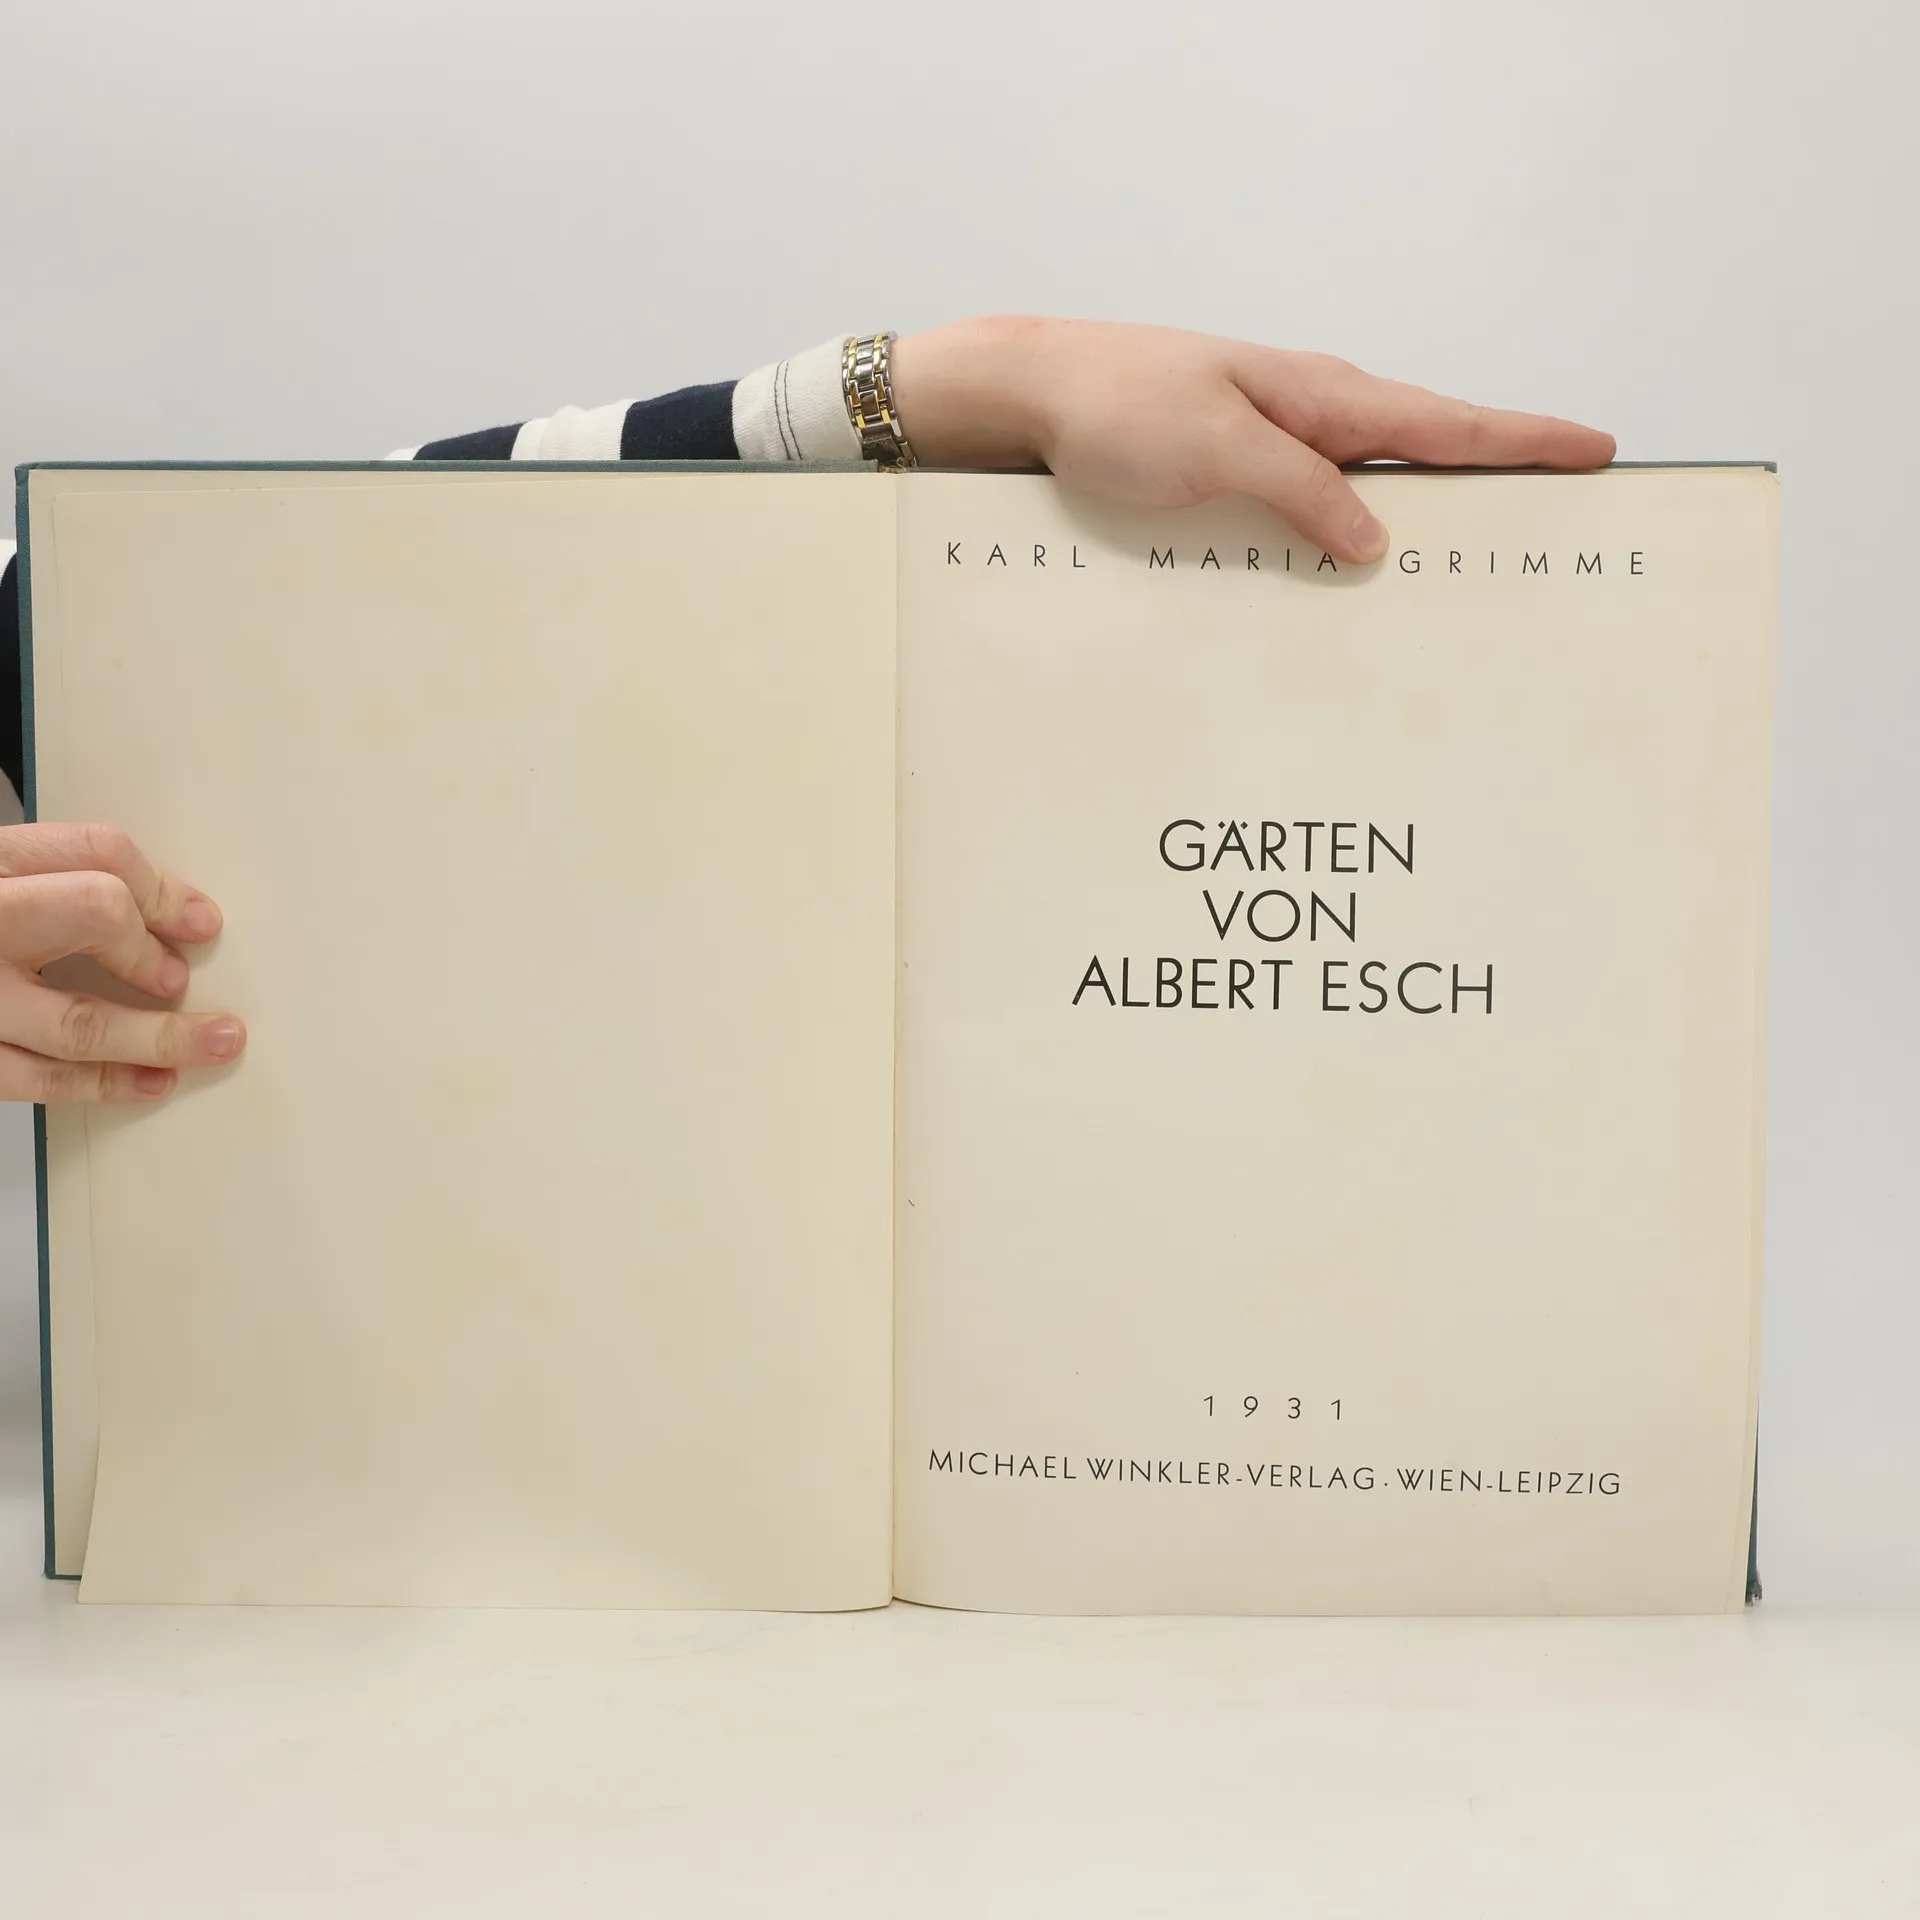 KARL MARIA GRIMME
GÄRTEN
VON
ALBERT ESCH
1931
MICHAEL WINKLER-VERLAG · WIEN-LEIPZIG